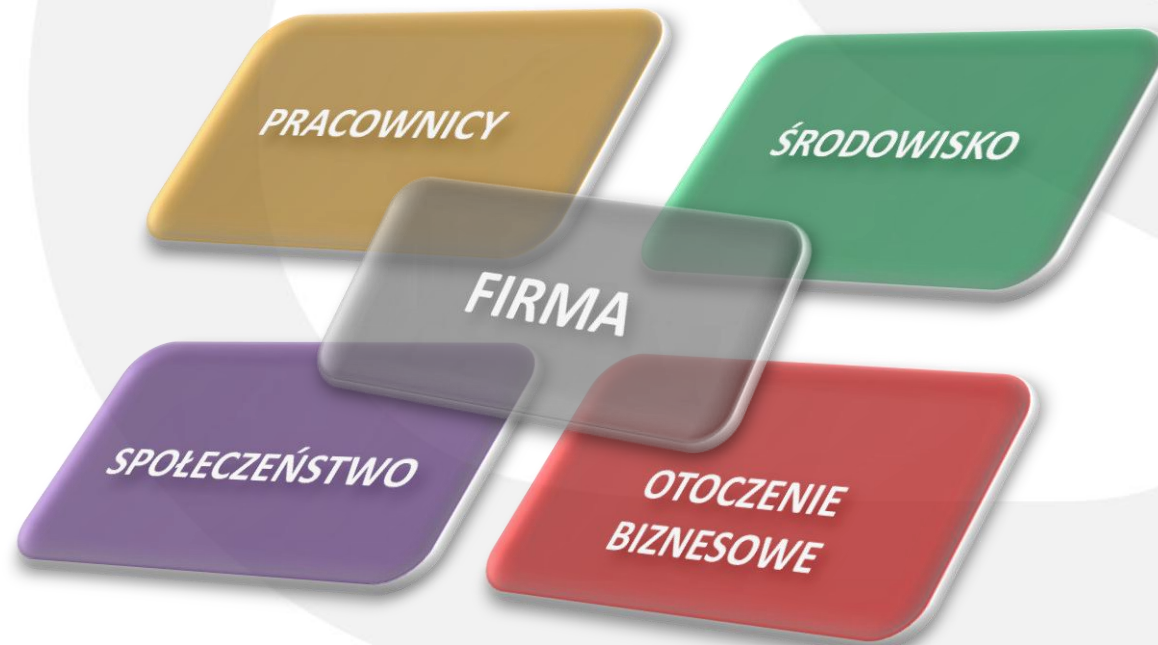 PRACOWNICY
ŚRODOWISKO
FIRMA
SPOŁECZEŃSTWO
OTOCZENIE
BIZNESOWE